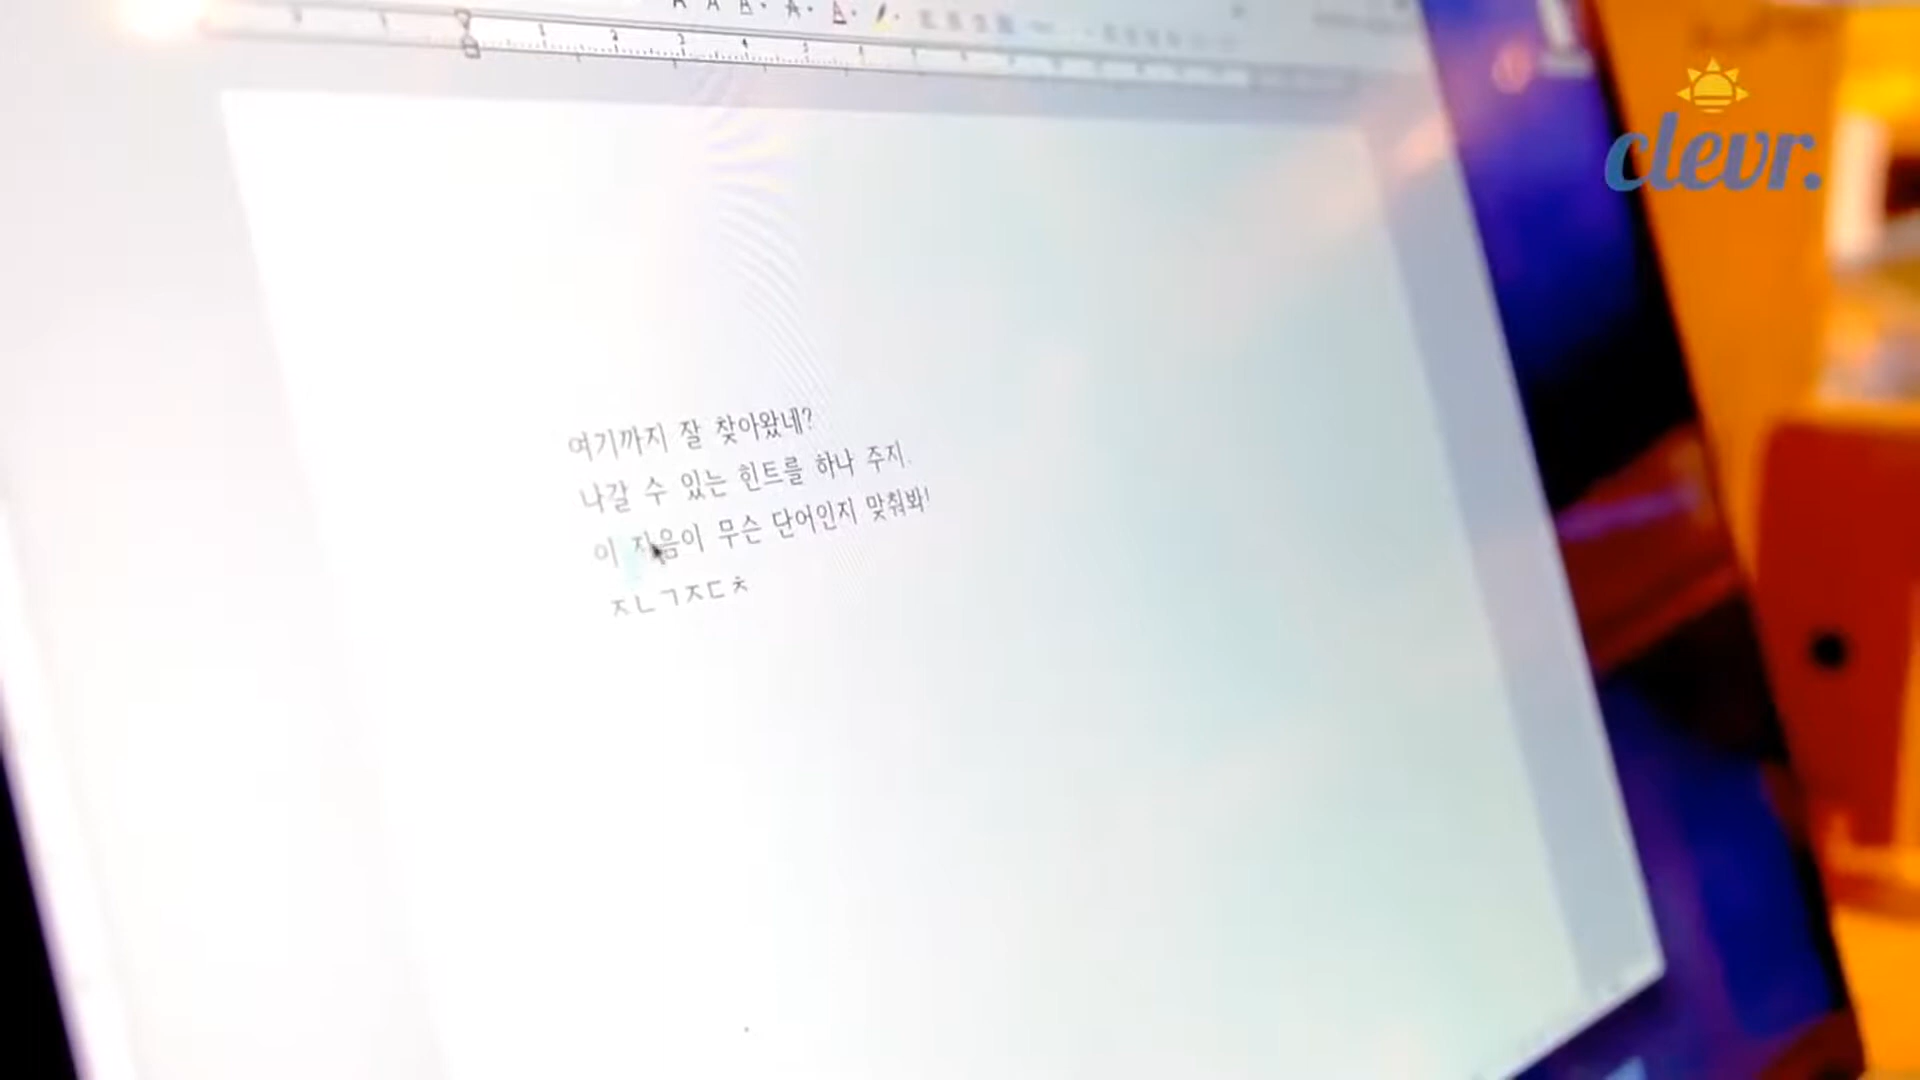 clevr.
여기까지 잘 찾아왔네?
나갈 수 있는 힌트를 하나 주지.
이 자음이 무슨 단어인지 맞춰봐!
ㅈㄴㄱㅈㄷㅊ